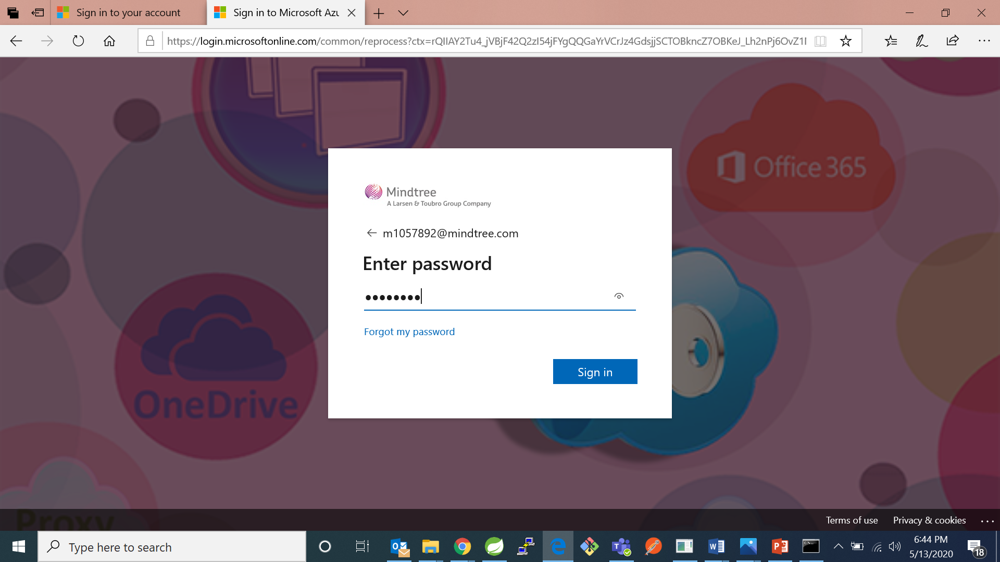 Sign in to your account
Sign in to Microsoft Azu
https://login.microsoftonline.com/common/reprocess?ctx=rQIIAY2Tu4_jVBjF42Q2zI54jFYgQQGaYrVCrJz4GdsjjSCTOBkncZ7OBKeJ_Lh2nPj6OvZ1I
Office 365
Mindtree
A Larsen & Toubro Group Company
m1057892@mindtree.com
Enter password
Forgot my password
Sign in
OneDrive
Proxy
Terms of use
Privacy & cookies
Type here to search
6:44 PM
5/13/2020
18